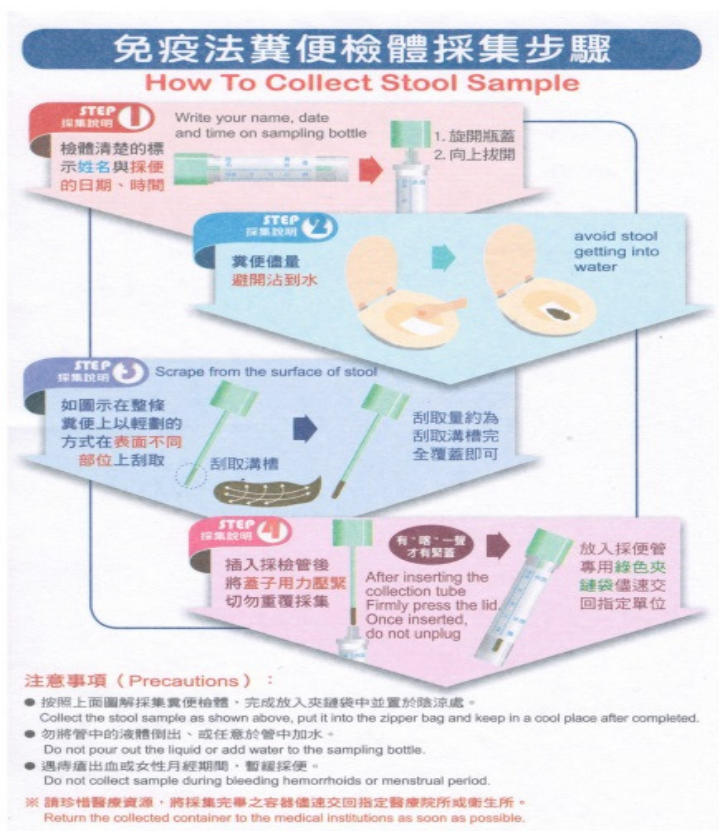 免疫法糞便檢體採集步驟
How To Collect Stool Sample
STEP 1
採集說明
Write your name, date
and time on sampling bottle
檢體清楚的標
示姓名與採便
的日期、時間
1. 旋開瓶蓋
2. 向上拔開
STEP 2
採集說明
糞便儘量
避開沾到水
avoid stool
getting into
water
STEP 3
採集說明
Scrape from the surface of stool
如圖示在整條
糞便上以輕劃的
方式在表面不同
部位上刮取
刮取溝槽
刮取量約為
刮取溝槽完
全覆蓋即可
STEP 4
採集說明
插入採檢管後
將蓋子用力壓緊
切勿重覆採集
有"喀"一聲
才有緊蓋
After inserting the
collection tube
Firmly press the lid.
Once inserted,
do not unplug
放入採便管
專用綠色夾
鏈袋儘速交
回指定單位
注意事項（Precautions）：
● 按照上面圖解採集糞便檢體，完成放入夾鏈袋中並置於陰涼處。
Collect the stool sample as shown above, put it into the zipper bag and keep in a cool place after completed.
● 勿將管中的液體倒出、或任意於管中加水。
Do not pour out the liquid or add water to the sampling bottle.
● 遇痔瘡出血或女性月經期間，暫緩採便。
Do not collect sample during bleeding hemorrhoids or menstrual period.
※ 請珍惜醫療資源，將採集完畢之容器儘速交回指定醫療院所或衛生所。
Return the collected container to the medical institutions as soon as possible.